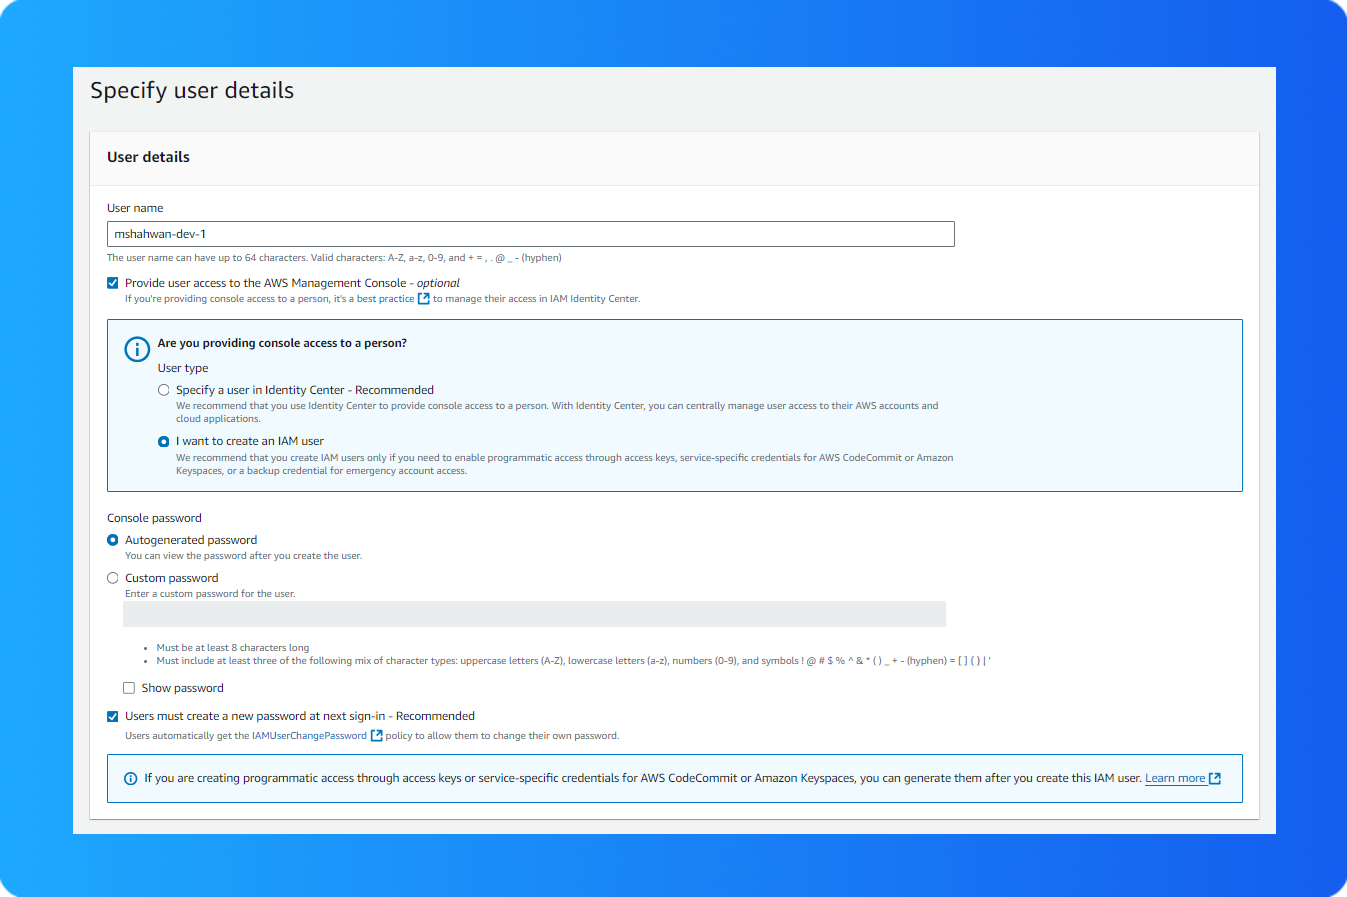 Specify user details
User details
User name
mshahwan-dev-1
The user name can have up to 64 characters. Valid characters: A-Z, a-z, 0-9, and + = , . @ _ - (hyphen)
Provide user access to the AWS Management Console - optional
If you're providing console access to a person, it's a best practice to manage their access in IAM Identity Center.
Are you providing console access to a person?
User type
Specify a user in Identity Center - Recommended
We recommend that you use Identity Center to provide console access to a person. With Identity Center, you can centrally manage user access to their AWS accounts and
cloud applications.
I want to create an IAM user
We recommend that you create IAM users only if you need to enable programmatic access through access keys, service-specific credentials for AWS CodeCommit or Amazon
Keyspaces, or a backup credential for emergency account access.
Console password
Autogenerated password
You can view the password after you create the user.
Custom password
Enter a custom password for the user.
• Must be at least 8 characters long
• Must include at least three of the following mix of character types: uppercase letters (A-Z), lowercase letters (a-z), numbers (0-9), and symbols ! @ # $ % ^ & * ( ) _ + - (hyphen) = [ ] { } | '
Show password
Users must create a new password at next sign-in - Recommended
Users automatically get the IAMUserChangePassword policy to allow them to change their own password.
If you are creating programmatic access through access keys or service-specific credentials for AWS CodeCommit or Amazon Keyspaces, you can generate them after you create this IAM user. Learn more